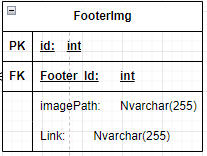 FooterImg
PK id: int
FK Footer_Id: int
imagePath: Nvarchar(255)
Link: Nvarchar(255)